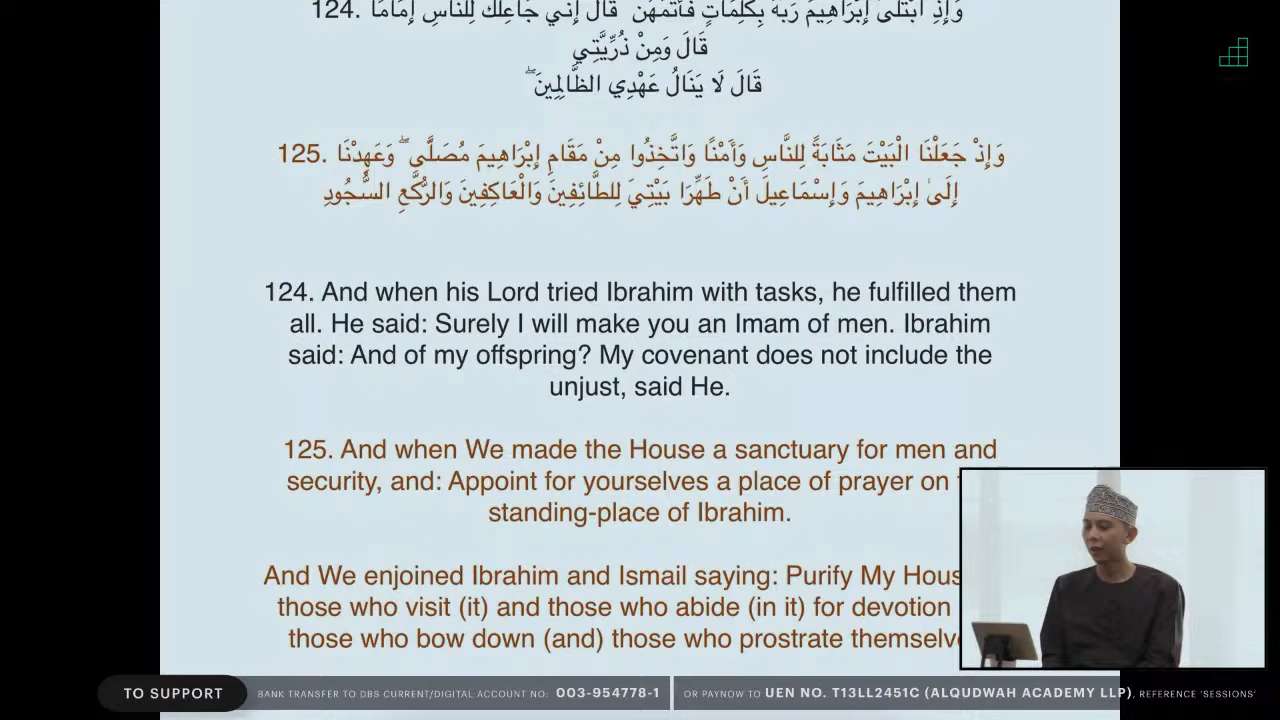 124. وَإِذِ ابْتَلَىٰ إِبْرَاهِيمَ رَبُّهُ بِكَلِمَاتٍ فَأَتَمَّهُنَّ ۖ قَالَ إِنِّي جَاعِلُكَ لِلنَّاسِ إِمَامًا
قَالَ وَمِنْ ذُرِّيَّتِي
قَالَ لَا يَنَالُ عَهْدِي الظَّالِمِينَ ۖ
125. وَإِذْ جَعَلْنَا الْبَيْتَ مَثَابَةً لِلنَّاسِ وَأَمْنًا وَاتَّخِذُوا مِنْ مَقَامِ إِبْرَاهِيمَ مُصَلًّى ۖ وَعَهِدْنَا
إِلَىٰ إِبْرَاهِيمَ وَإِسْمَاعِيلَ أَنْ طَهِّرَا بَيْتِيَ لِلطَّائِفِينَ وَالْعَاكِفِينَ وَالرُّكَّعِ السُّجُودِ
124. And when his Lord tried Ibrahim with tasks, he fulfilled them
all. He said: Surely I will make you an Imam of men. Ibrahim
said: And of my offspring? My covenant does not include the
unjust, said He.
125. And when We made the House a sanctuary for men and
security, and: Appoint for yourselves a place of prayer on
standing-place of Ibrahim.
And We enjoined Ibrahim and Ismail saying: Purify My
those who visit (it) and those who abide (in it) for devotion
those who bow down (and) those who prostrate
TO SUPPORT
BANK TRANSFER TO DBS CURRENT/DIGITAL ACCOUNT NO: 003-954778-1
OR PAYNOW TO UEN NO. T13LL2451C (ALQUDWAH ACADEMY LLP), REFERENCE 'SESSIONS'